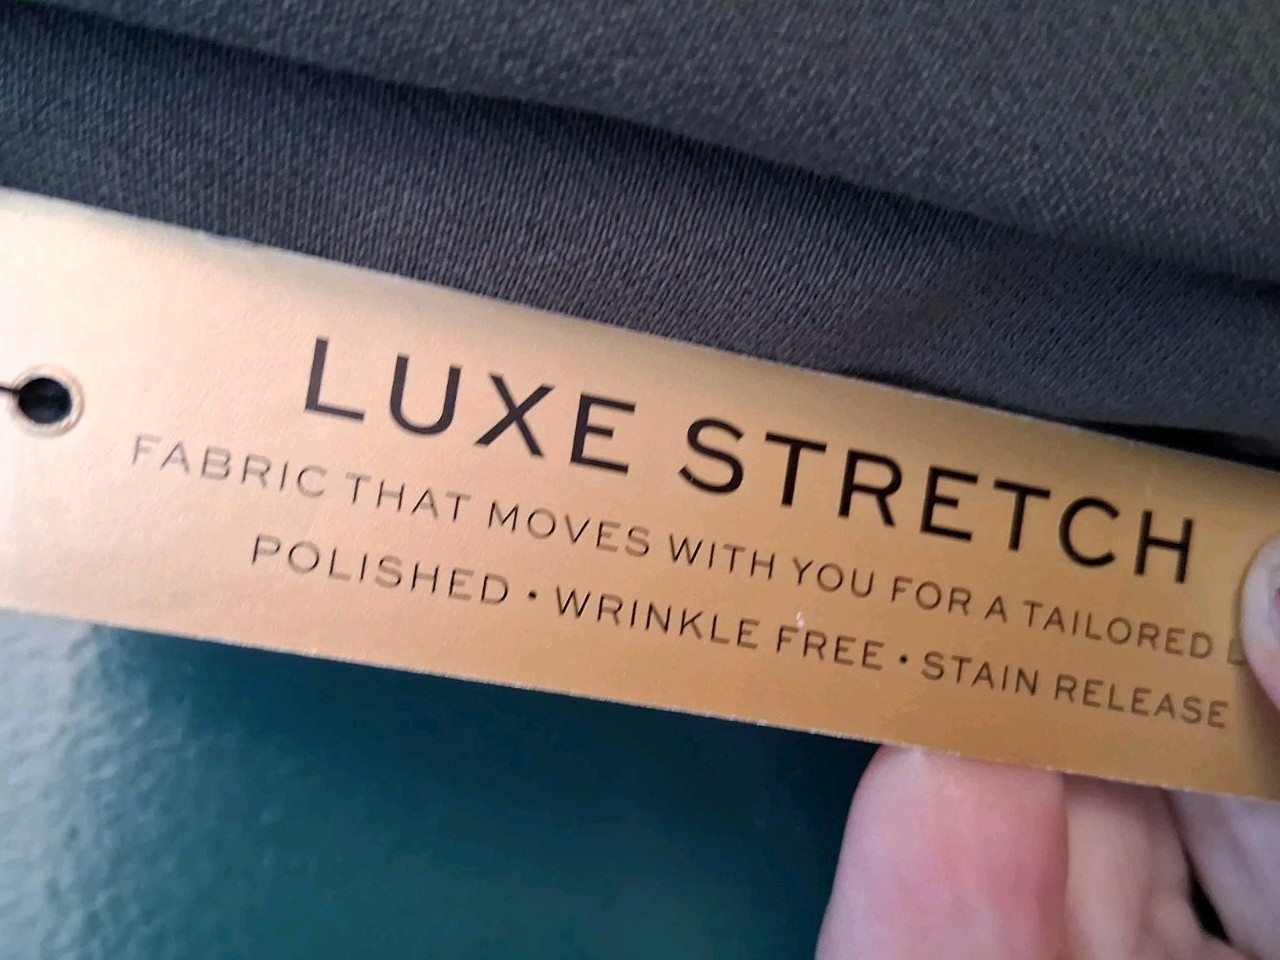 LUXE STRETCH
FABRIC THAT MOVES WITH YOU FOR A TAILORED
POLISHED • WRINKLE FREE • STAIN RELEASE